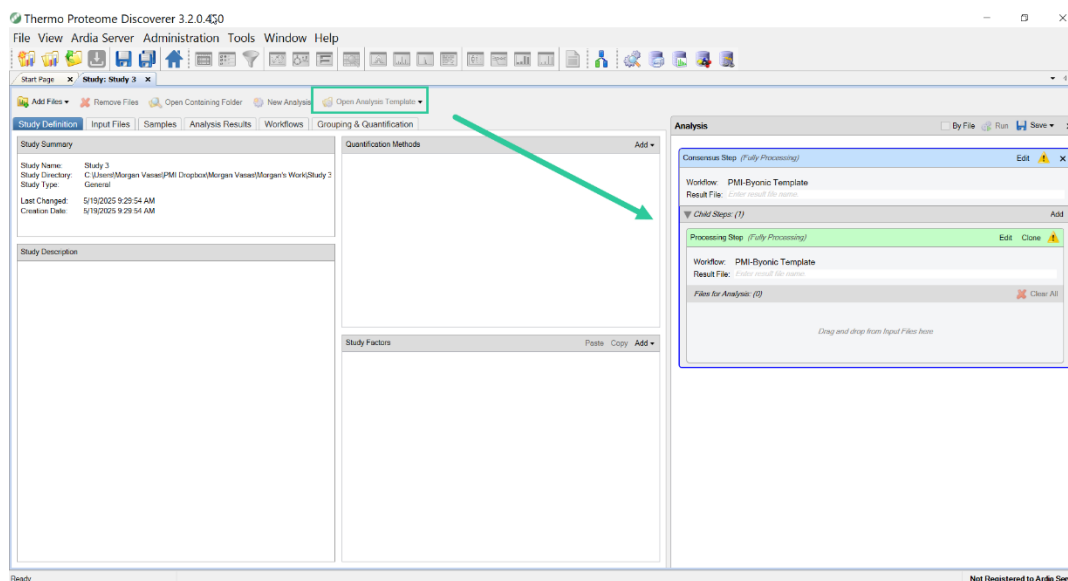 Thermo Proteome Discoverer 3.2.0.450
File View Ardia Server Administration Tools Window Help
Start Page x Study: Study 3 x
Add Files Remove Files Open Containing Folder New Analysis Open Analysis Template
Study Definition Input Files Samples Analysis Results Workflows Grouping & Quantification
Analysis By File Run Save
Study Summary
Quantification Methods Add
Consensus Step (Fully Processing) Edit
Study Name: Study 3
Study Directory: C:\Users\Morgan Vasas\PMI Dropbox\Morgan Vasas\Morgan's Work\Study 3
Study Type: General
Last Changed: 5/19/2025 9:29:54 AM
Creation Date: 5/19/2025 9:29:54 AM
Workflow: PMI-Byonic Template
Result File: Enter result file name.
Child Steps: (1) Add
Processing Step (Fully Processing) Edit Clone
Workflow: PMI-Byonic Template
Result File: Enter result file name.
Files for Analysis: (0) Clear All
Drag and drop from Input Files here
Study Description
Study Factors Paste Copy Add
Ready
Not Registered to Ardia Ser